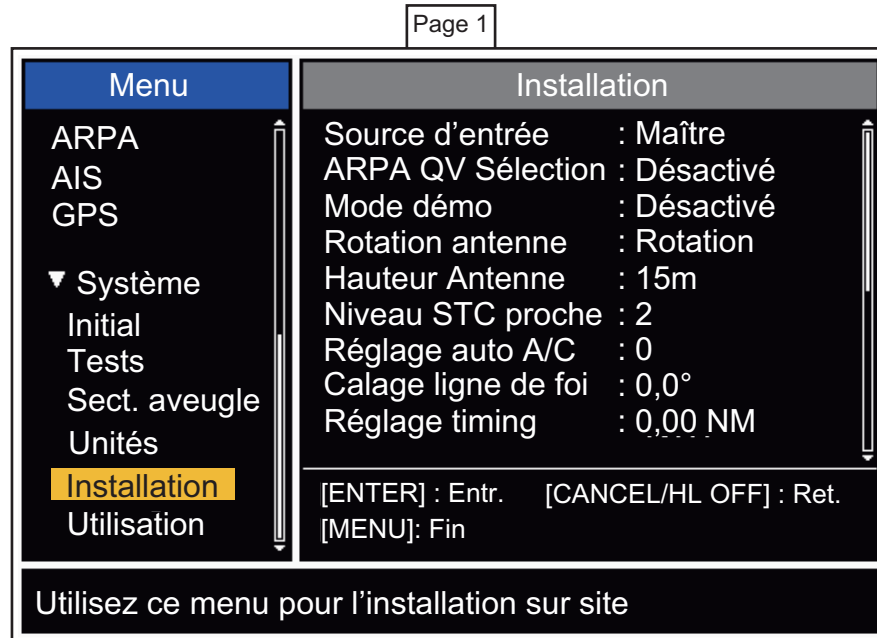 Page 1
Menu
ARPA
AIS
GPS
▼ Système
Initial
Tests
Sect. aveugle
Unités
Installation
Utilisation
Installation
Source d’entrée : Maître
ARPA QV Sélection : Désactivé
Mode démo : Désactivé
Rotation antenne : Rotation
Hauteur Antenne : 15m
Niveau STC proche : 2
Réglage auto A/C : 0
Calage ligne de foi : 0,0°
Réglage timing : 0,00 NM
[ENTER] : Entr. [CANCEL/HL OFF] : Ret.
[MENU]: Fin
Utilisez ce menu pour l’installation sur site